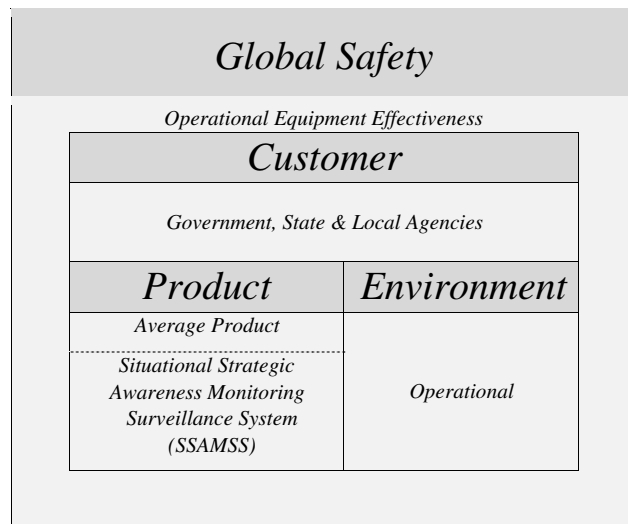 Global Safety
Operational Equipment Effectiveness
Customer
Government, State & Local Agencies
Product
Environment
Average Product
Situational Strategic
Awareness Monitoring
Surveillance System
(SSAMSS)
Operational